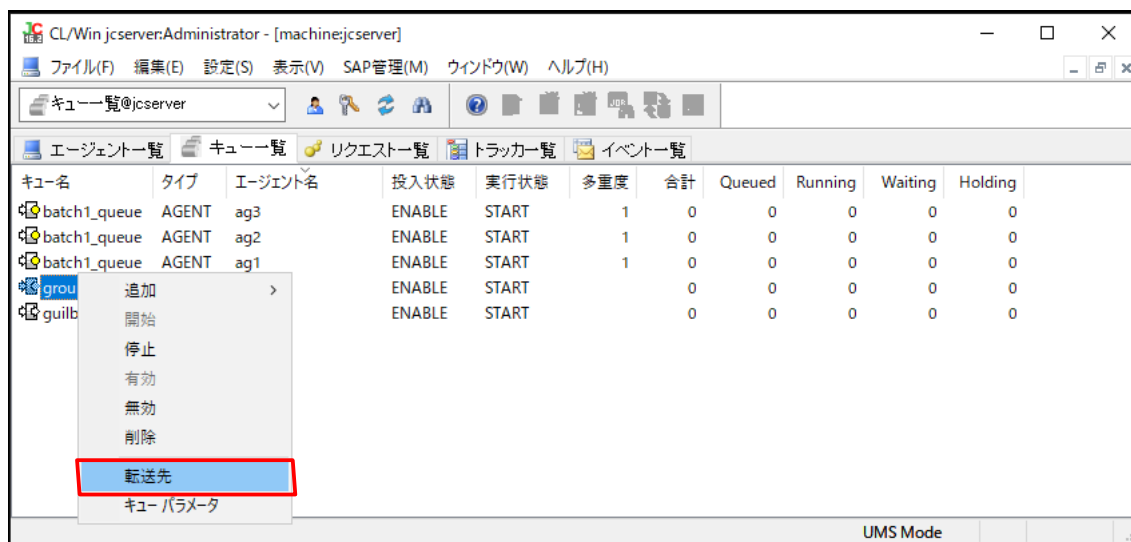 CL/Win jcserver:Administrator - [machine:jcserver]
ファイル(F) 編集(E) 設定(S) 表示(V) SAP管理(M) ウィンドウ(W) ヘルプ(H)
キュー一覧@jcserver
エージェント一覧 キュー一覧 リクエスト一覧 トラッカ一覧 イベント一覧
キュー名 タイプ エージェント名 投入状態 実行状態 多重度 合計 Queued Running Waiting Holding
batch1_queue AGENT ag3 ENABLE START 1 0 0 0 0 0
batch1_queue AGENT ag2 ENABLE START 1 0 0 0 0 0
batch1_queue AGENT ag1 ENABLE START 1 0 0 0 0 0
grou ENABLE START 0 0 0 0 0
guilb ENABLE START 0 0 0 0 0
追加
開始
停止
有効
無効
削除
転送先
キュー パラメータ
UMS Mode